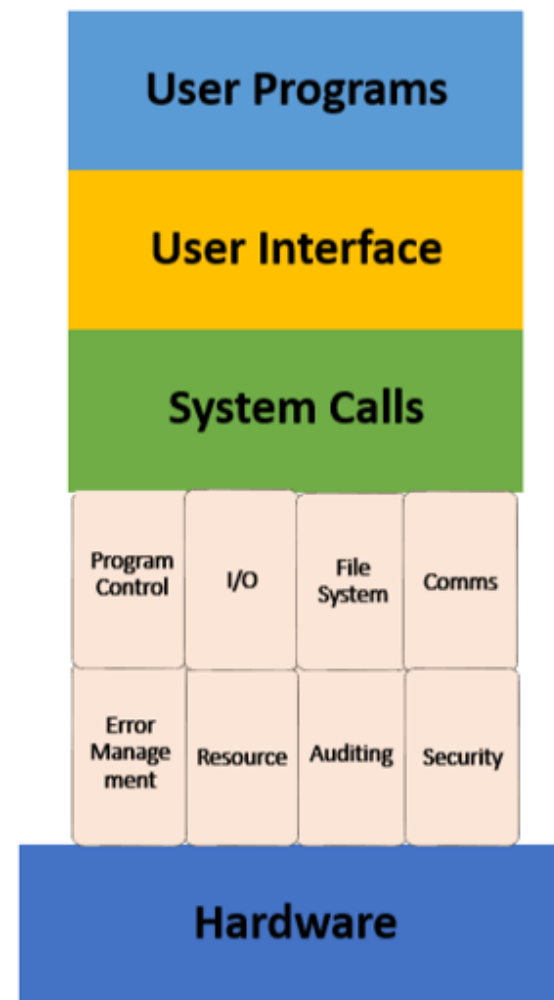 User Programs
User Interface
System Calls
Program
Control
I/O
File
System
Comms
Error
Manage
ment
Resource
Auditing
Security
Hardware